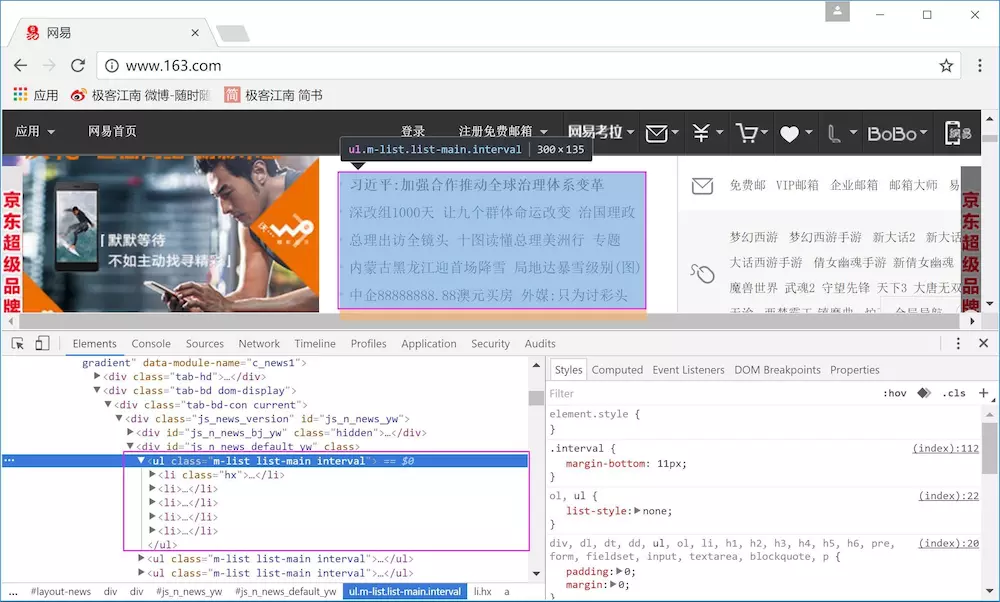 网易
www.163.com
应用 极客江南 微博-随时随 简 极客江南 简书
应用 网易首页 登录 注册免费邮箱 网易考拉 BoBo
ul.m-list.list-main.interval 300×135
京东超级品牌
默默等待
不如主动找寻精彩
习近平:加强合作推动全球治理体系变革
深改组1000天 让九个群体命运改变 治国理政
总理出访全镜头 十图读懂总理美洲行 专题
内蒙古黑龙江迎首场降雪 局地达暴雪级别(图)
中企88888888.88澳元买房 外媒:只为讨彩头
免费邮 VIP邮箱 企业邮箱 邮箱大师 易
梦幻西游 梦幻西游手游 新大话2 新大话
大话西游手游 倩女幽魂手游 新倩女幽魂
魔兽世界 武魂2 守望先锋 天下3 大唐无双
京东超级品牌
Elements Console Sources Network Timeline Profiles Application Security Audits
gradient" data-module-name="c_news1">
▶<div class="tab-hd">…</div>
▼<div class="tab-bd dom-display">
▼<div class="tab-bd-con current">
▼<div class="js_news_version" id="js_n_news_yw">
▶<div id="js_n_news_bj_yw" class="hidden">…</div>
▼<div id="js_n_news_default_yw" class>
… ▼<ul class="m-list list-main interval"> == $0
▶<li class="hx">…</li>
▶<li>…</li>
▶<li>…</li>
▶<li>…</li>
▶<li>…</li>
</ul>
▶<ul class="m-list list-main interval">…</ul>
▶<ul class="m-list list-main interval">…</ul>
... #layout-news div div #js_n_news_yw #js_n_news_default_yw ul.m-list.list-main.interval li.hx a
Styles Computed Event Listeners DOM Breakpoints Properties
Filter :hov .cls +
element.style {
}
.interval { (index):112
margin-bottom: 11px;
}
ol, ul { (index):22
list-style:▶none;
}
div, dl, dt, dd, ul, ol, li, h1, h2, h3, h4, h5, h6, pre, (index):20
form, fieldset, input, textarea, blockquote, p {
padding:▶0;
margin:▶0;